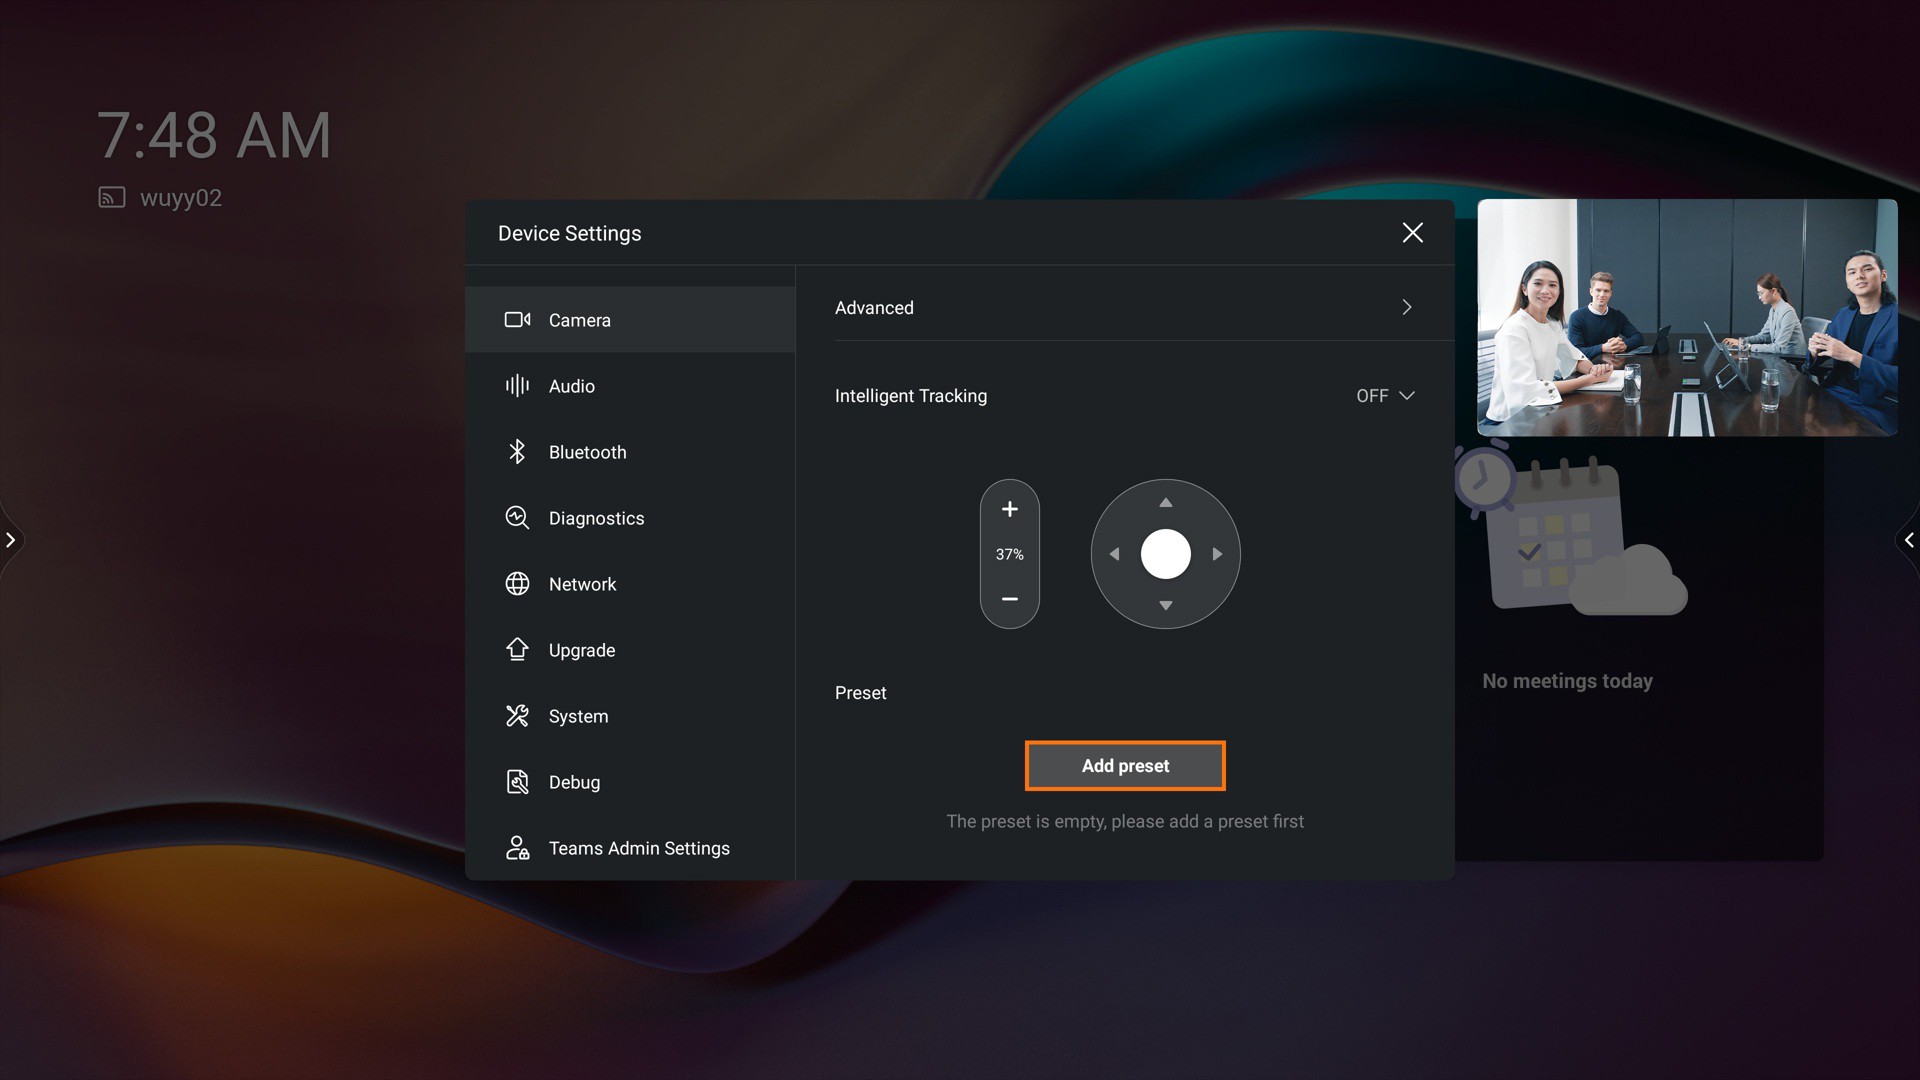 7:48 AM
wuyy02
Device Settings
Camera
Audio
Bluetooth
Diagnostics
Network
Upgrade
System
Debug
Teams Admin Settings
Advanced
Intelligent Tracking
OFF
37%
Preset
Add preset
The preset is empty, please add a preset first
No meetings today